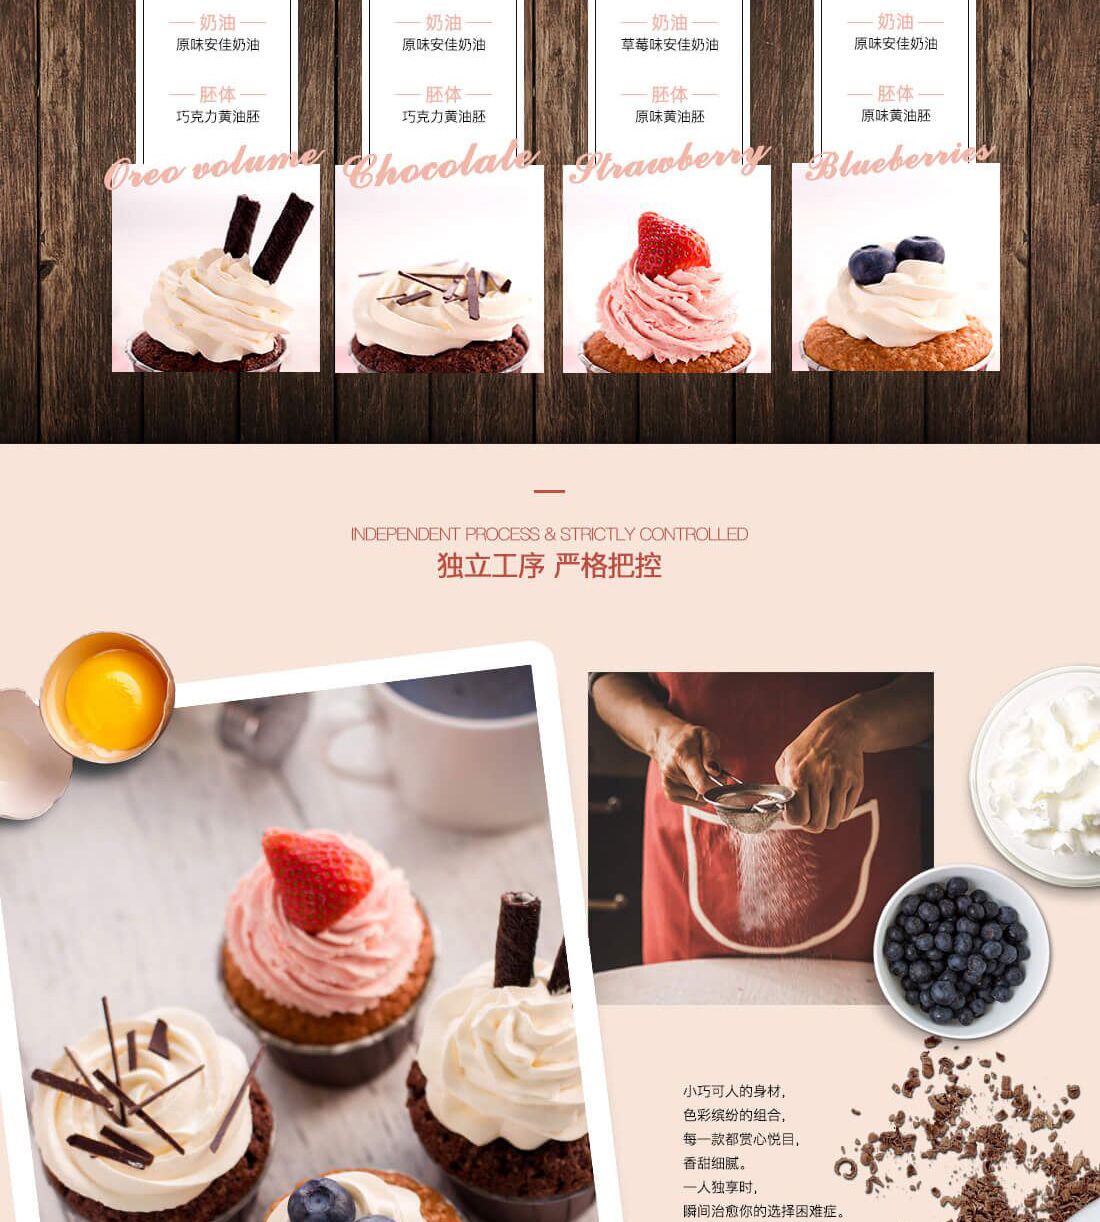 奶油
原味安佳奶油
胚体
巧克力黄油胚
Oreo volume
奶油
原味安佳奶油
胚体
巧克力黄油胚
Chocolate
奶油
草莓味安佳奶油
胚体
原味黄油胚
Strawberry
奶油
原味安佳奶油
胚体
原味黄油胚
Blueberries
INDEPENDENT PROCESS & STRICTLY CONTROLLED
独立工序 严格把控
小巧可人的身材,
色彩缤纷的组合,
每一款都赏心悦目,
香甜细腻。
一人独享时,
瞬间治愈你的选择困难症。